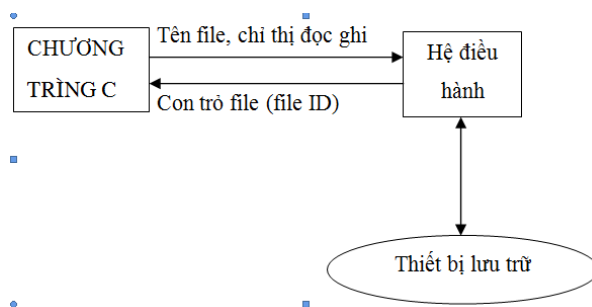 CHƯƠNG
TRÌNG C
Tên file, chỉ thị đọc ghi
Con trỏ file (file ID)
Hệ điều
hành
Thiết bị lưu trữ